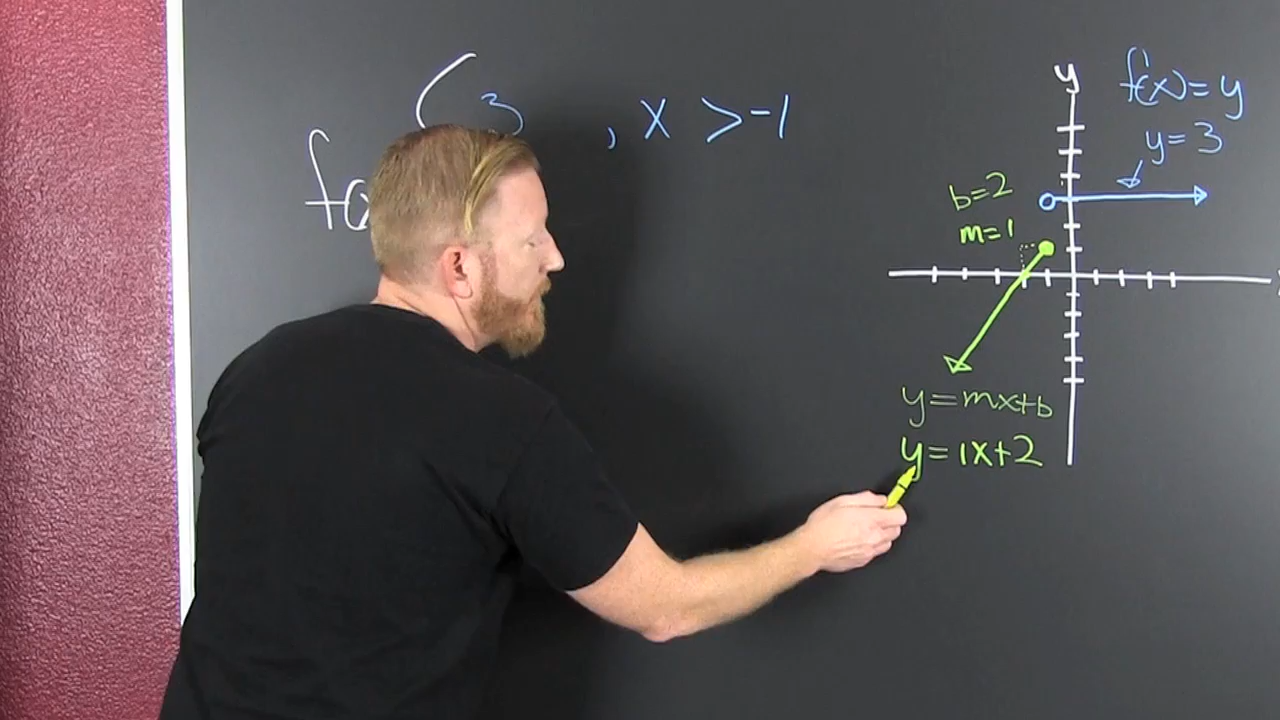 3 , x > -1
f(x
y
f(x) = y
y = 3
b = 2
m = 1
y = mx + b
y = 1x + 2